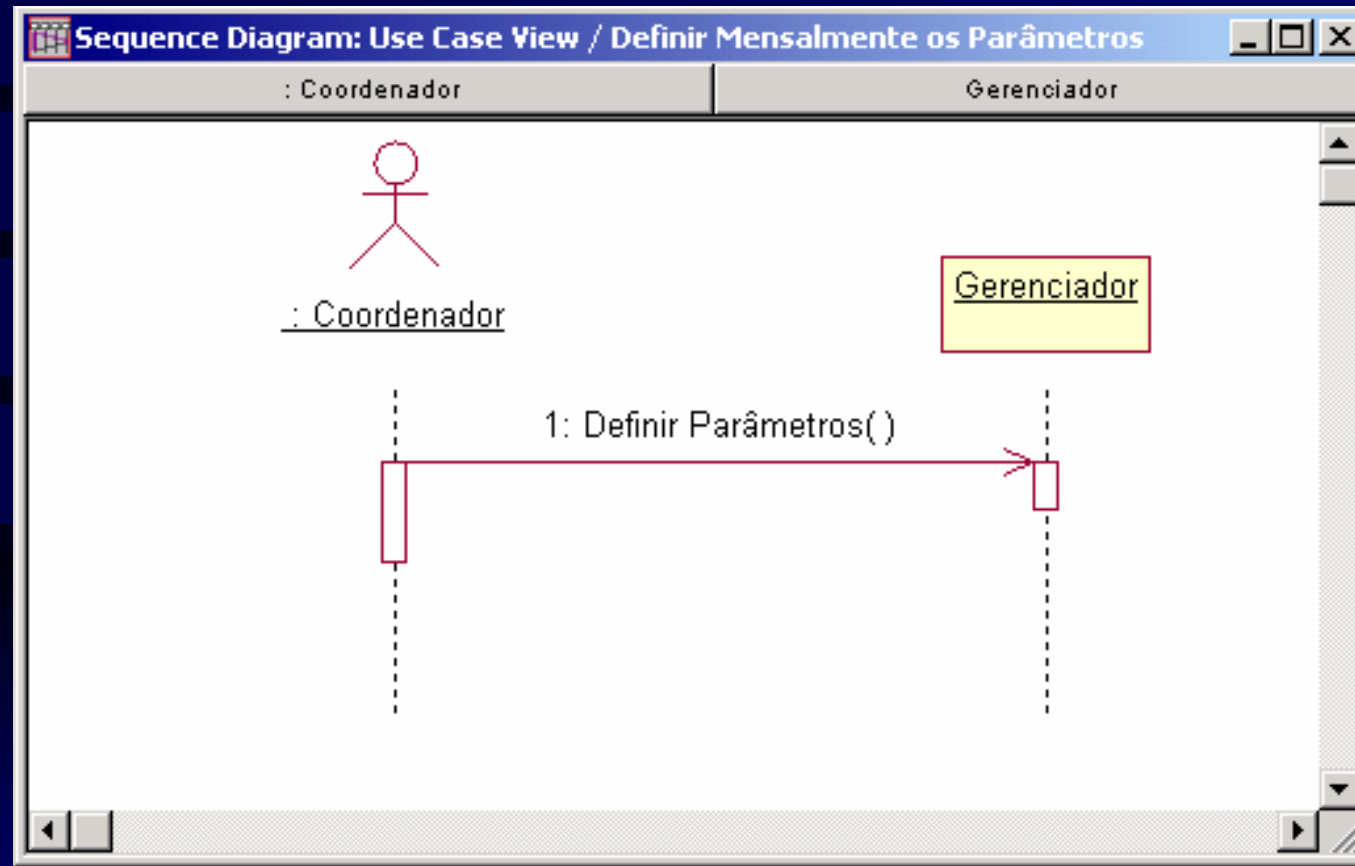 Sequence Diagram: Use Case View / Definir Mensalmente os Parâmetros
: Coordenador
Gerenciador
: Coordenador
Gerenciador
1: Definir Parâmetros( )